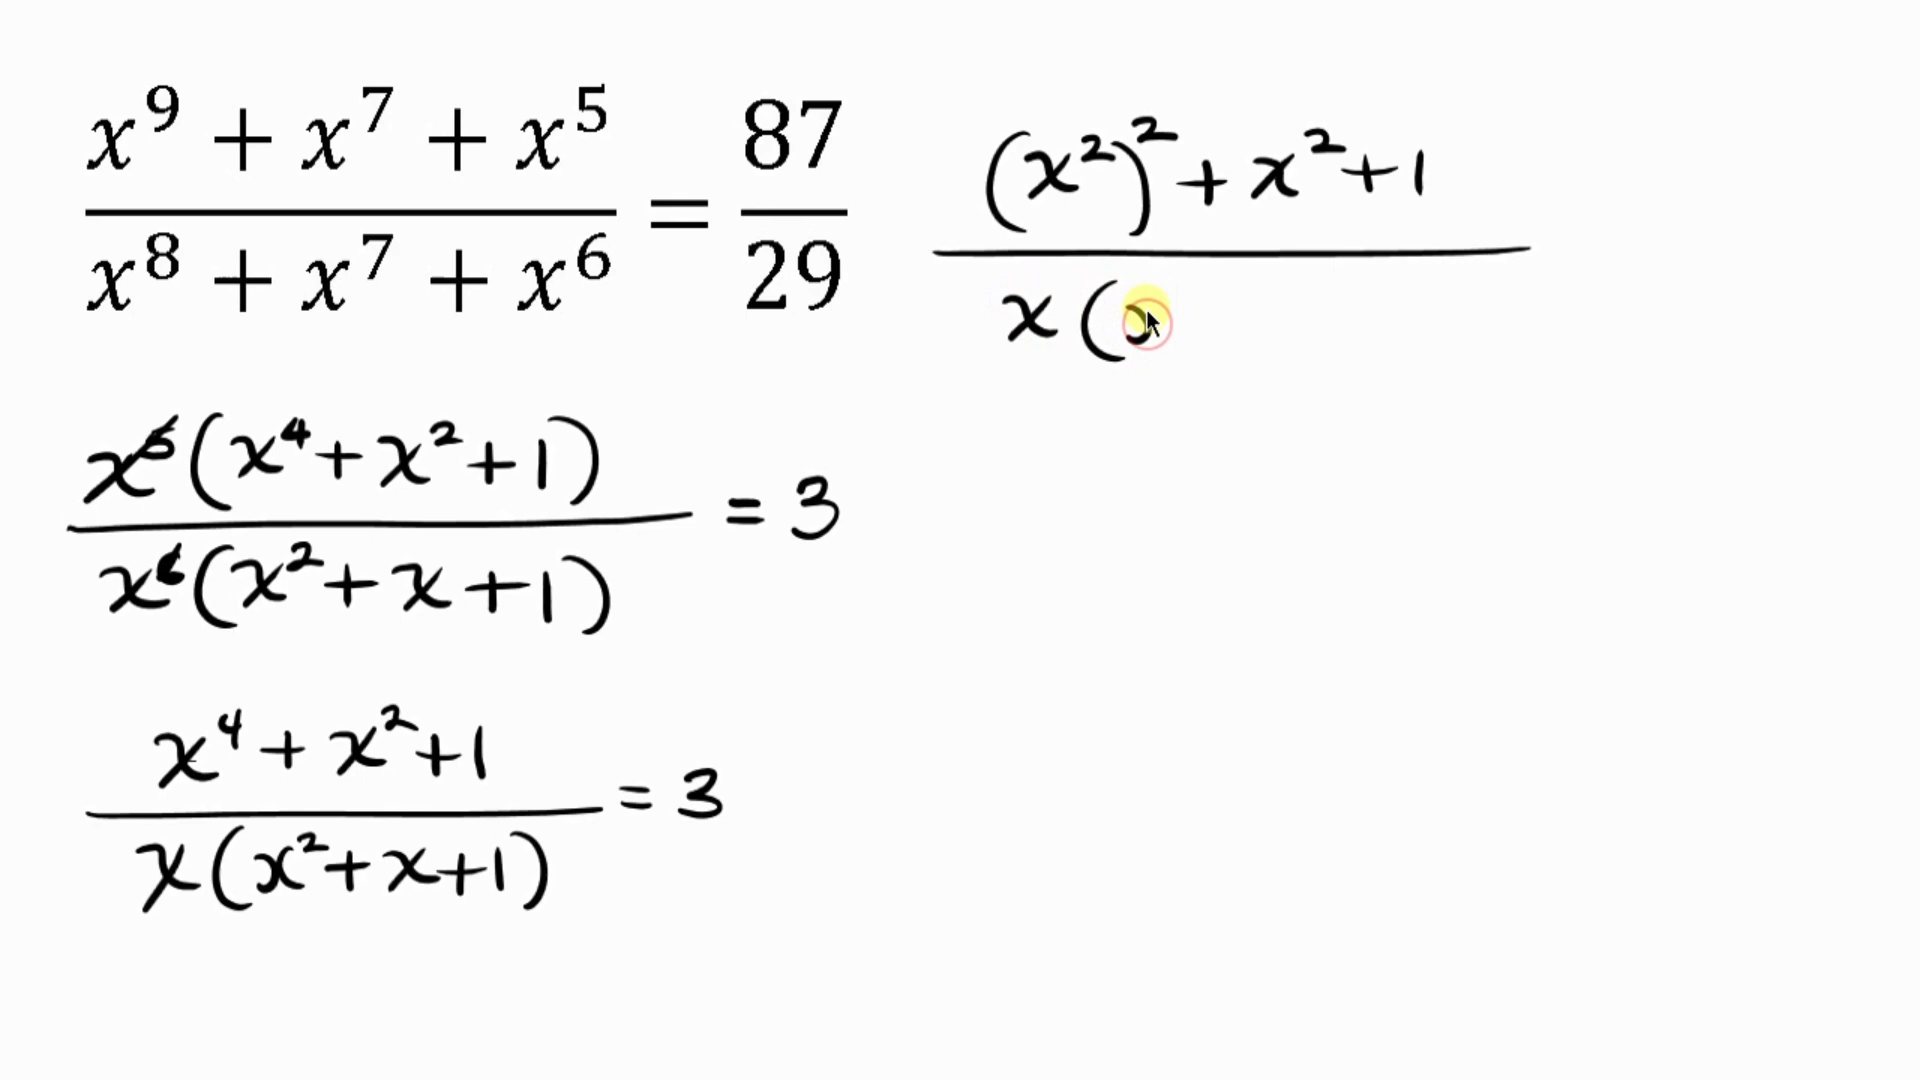 x⁹ + x⁷ + x⁵ / x⁸ + x⁷ + x⁶ = 87/29
x⁵(x⁴ + x² + 1) / x⁶(x² + x + 1) = 3
x⁴ + x² + 1 / x(x² + x + 1) = 3
(x²)² + x² + 1 / x(